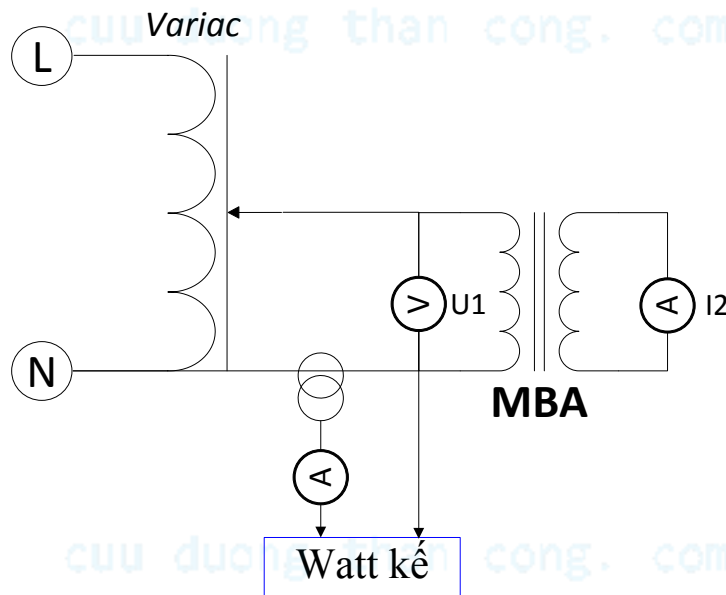 cuu duong than cong. com
Variac
L
V
U1
A
I2
N
MBA
A
Watt kế
cuu duong than cong. com